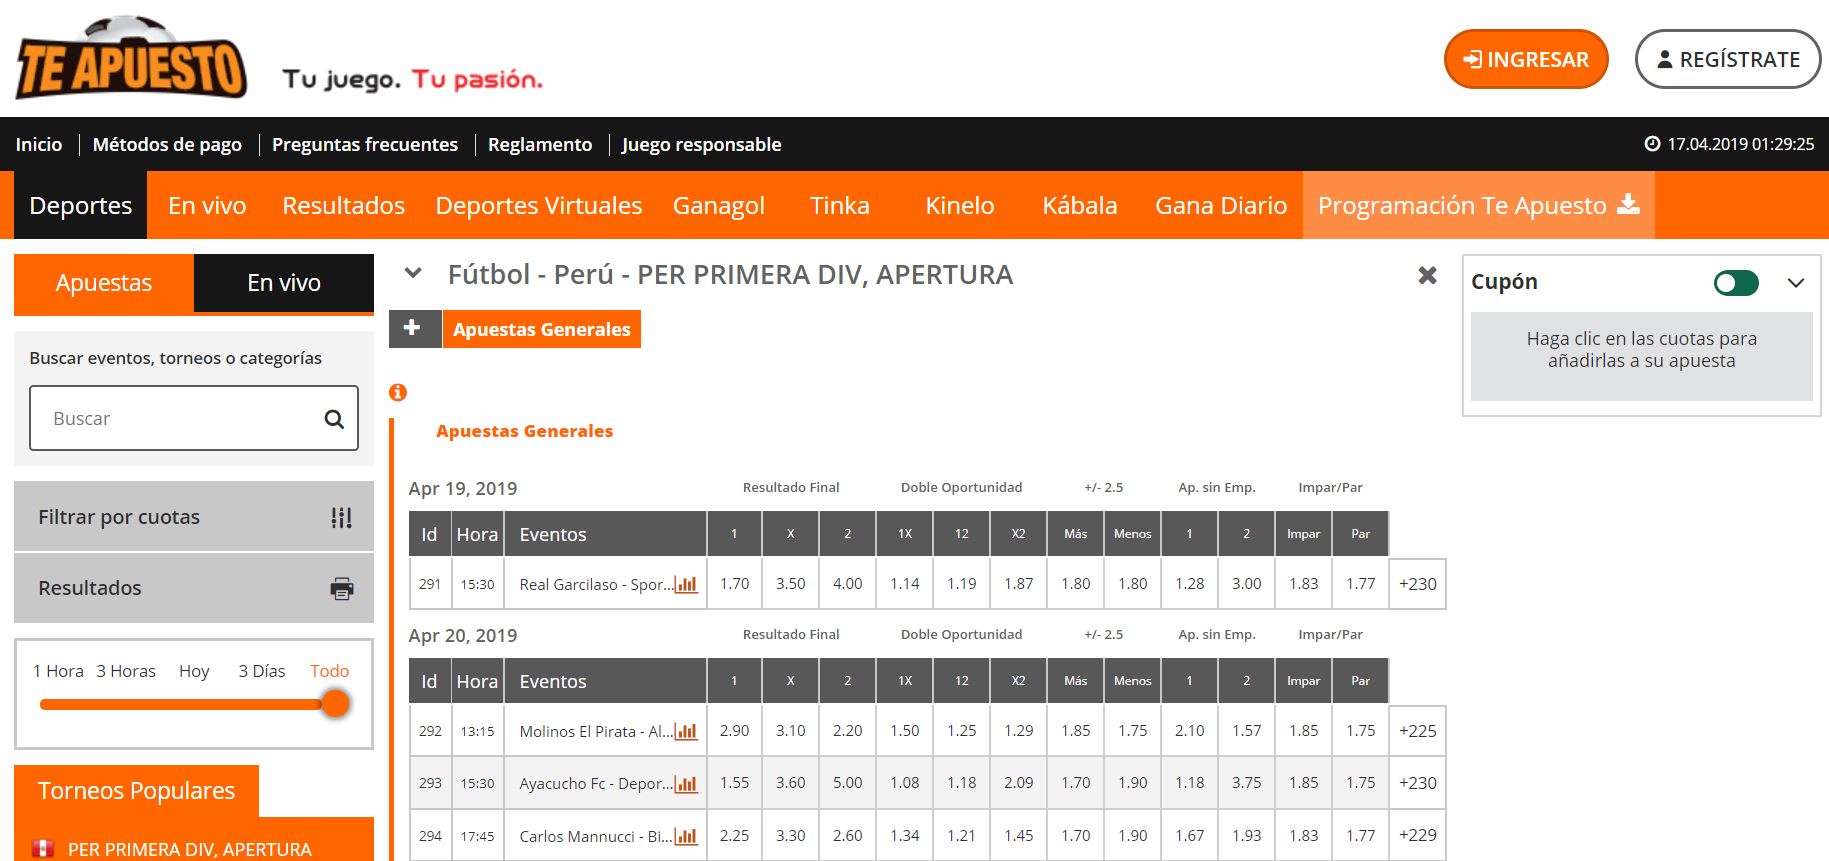 TE APUESTO
Tu juego. Tu pasión.
INGRESAR
REGÍSTRATE
Inicio Métodos de pago Preguntas frecuentes Reglamento Juego responsable
17.04.2019 01:29:25
Deportes En vivo Resultados Deportes Virtuales Ganagol Tinka Kinelo Kábala Gana Diario Programación Te Apuesto
Apuestas En vivo
Buscar eventos, torneos o categorías
Buscar
Filtrar por cuotas
Resultados
1 Hora 3 Horas Hoy 3 Días Todo
Torneos Populares
PER PRIMERA DIV, APERTURA
Fútbol - Perú - PER PRIMERA DIV, APERTURA
+ Apuestas Generales
Apuestas Generales
Apr 19, 2019 Resultado Final Doble Oportunidad +/- 2.5 Ap. sin Emp. Impar/Par
Id Hora Eventos 1 X 2 1X 12 X2 Más Menos 1 2 Impar Par
291 15:30 Real Garcilaso - Spor... 1.70 3.50 4.00 1.14 1.19 1.87 1.80 1.80 1.28 3.00 1.83 1.77 +230
Apr 20, 2019 Resultado Final Doble Oportunidad +/- 2.5 Ap. sin Emp. Impar/Par
Id Hora Eventos 1 X 2 1X 12 X2 Más Menos 1 2 Impar Par
292 13:15 Molinos El Pirata - Al... 2.90 3.10 2.20 1.50 1.25 1.29 1.85 1.75 2.10 1.57 1.85 1.75 +225
293 15:30 Ayacucho Fc - Depor... 1.55 3.60 5.00 1.08 1.18 2.09 1.70 1.90 1.18 3.75 1.85 1.75 +230
294 17:45 Carlos Mannucci - Bi... 2.25 3.30 2.60 1.34 1.21 1.45 1.70 1.90 1.67 1.93 1.83 1.77 +229
Cupón
Haga clic en las cuotas para
añadirlas a su apuesta